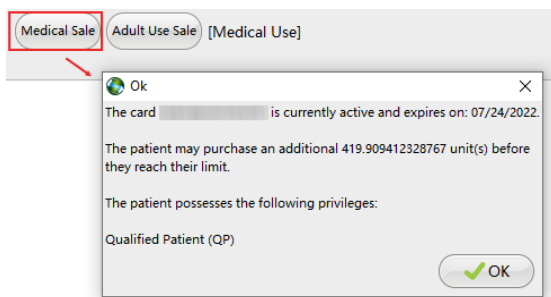 Medical Sale Adult Use Sale [Medical Use]
Ok
The card is currently active and expires on: 07/24/2022.
The patient may purchase an additional 419.909412328767 unit(s) before
they reach their limit.
The patient possesses the following privileges:
Qualified Patient (QP)
OK